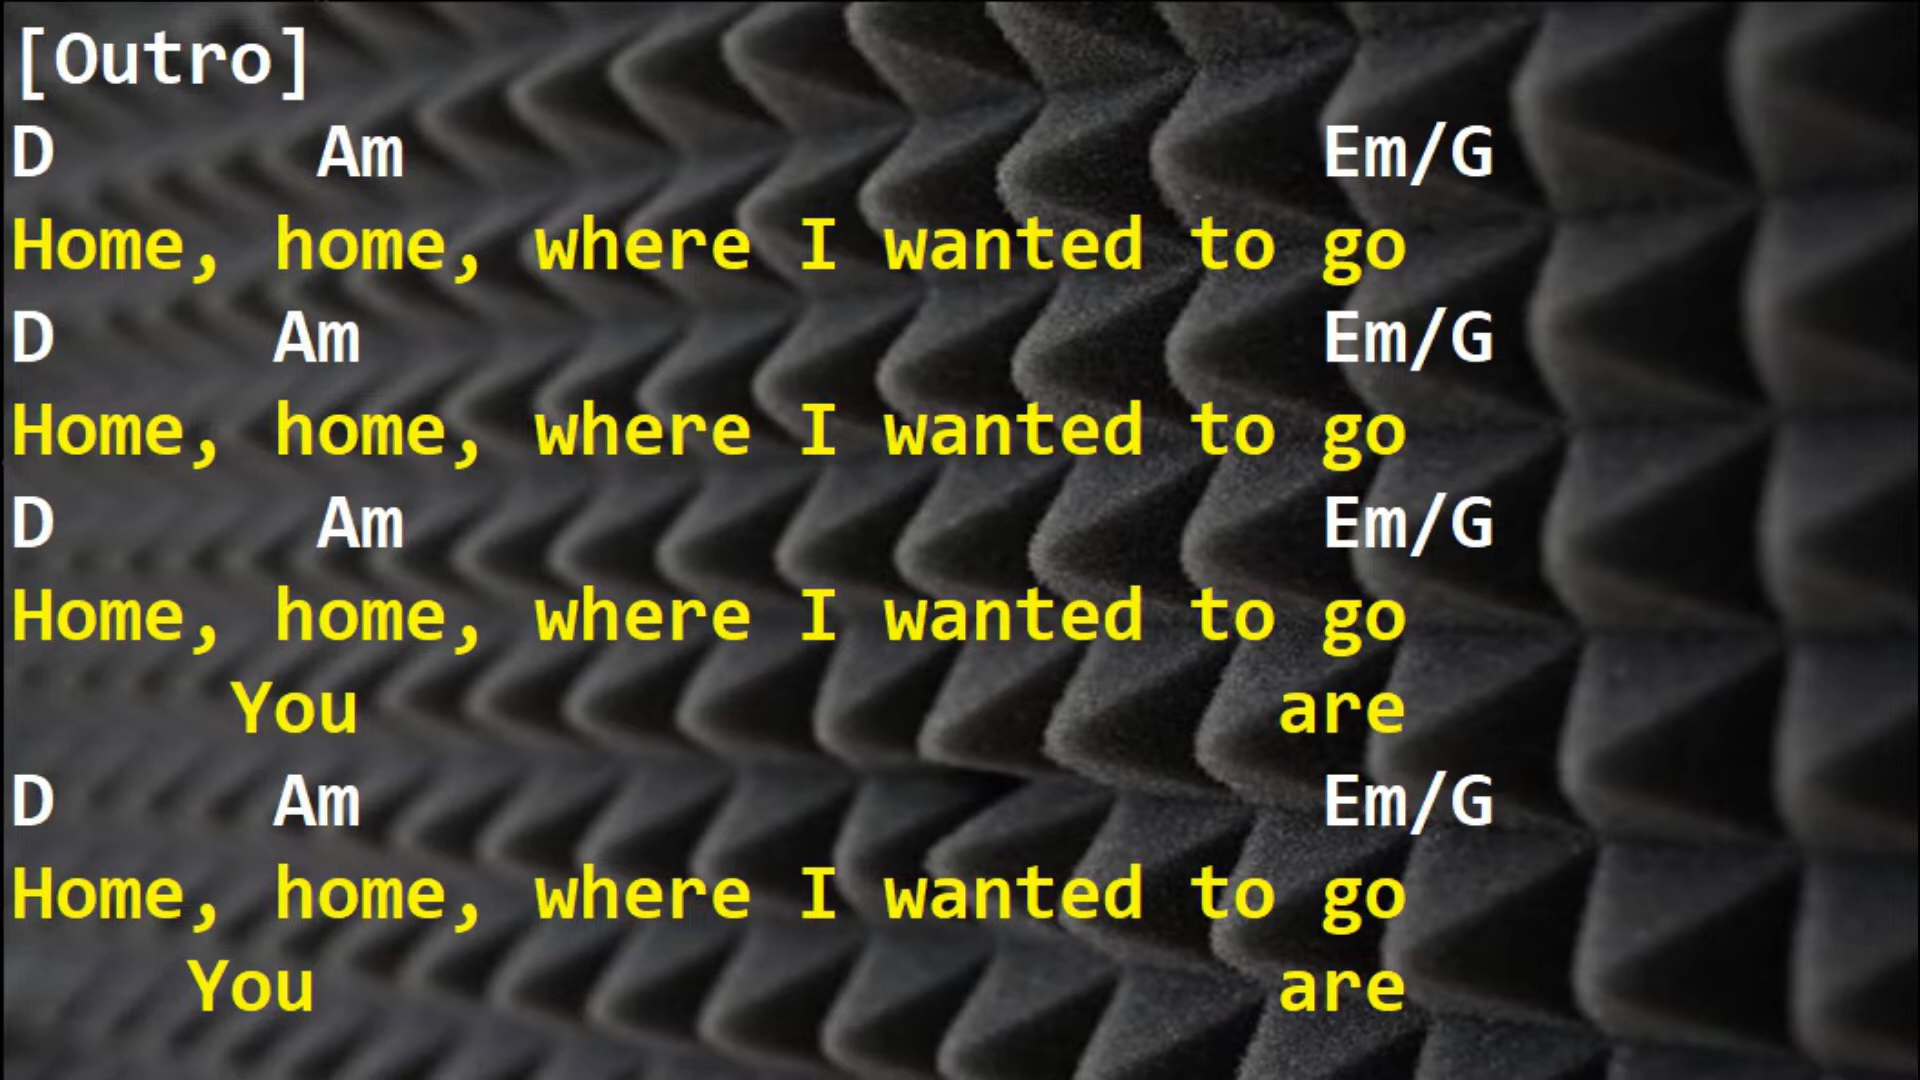 [Outro]
D      Am                     Em/G
Home, home, where I wanted to go
D     Am                      Em/G
Home, home, where I wanted to go
D      Am                     Em/G
Home, home, where I wanted to go
     You                     are
D     Am                      Em/G
Home, home, where I wanted to go
    You                      are